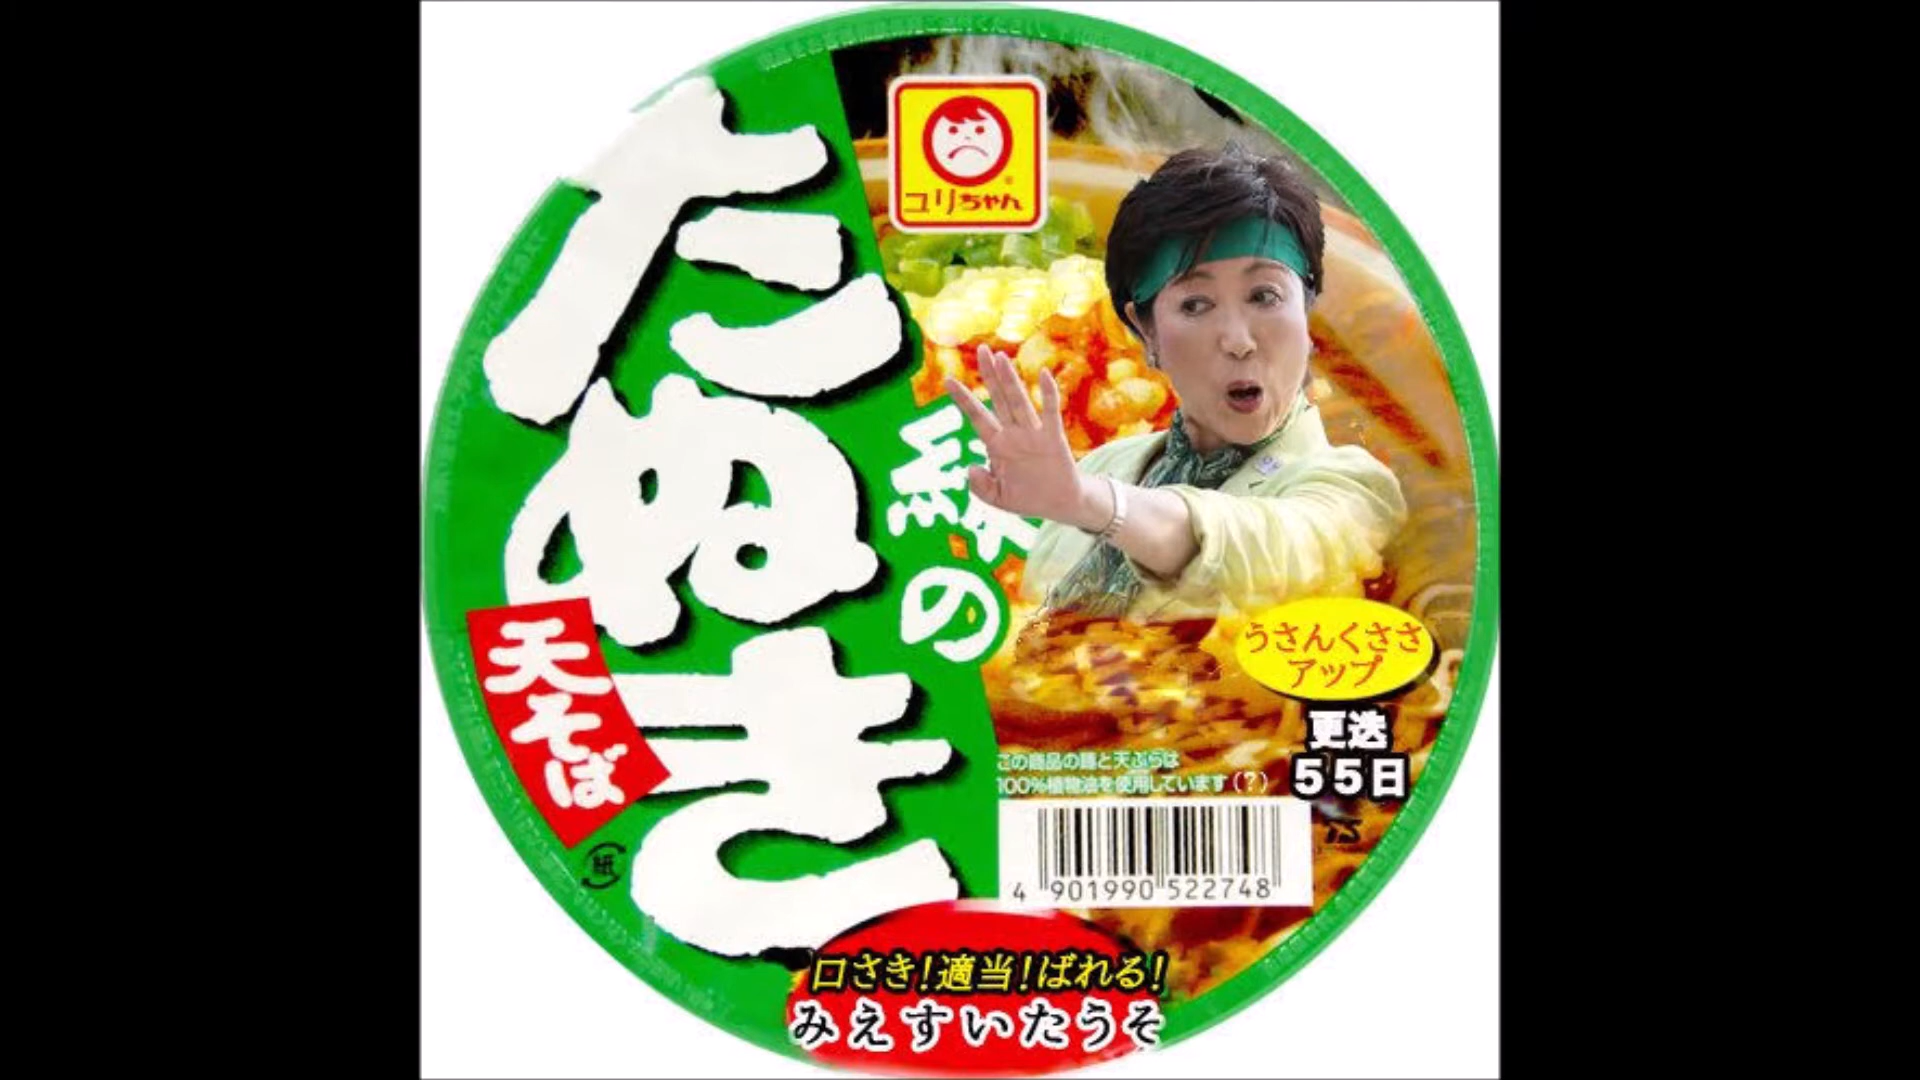 ユリちゃん
緑の
たぬき
天そば
うさんくささ
アップ
更迭
55日
この商品の麺と天ぷらは
100%植物油を使用しています(?)
4 901990 522748
紙
口さき!適当!ばれる!
みえすいたうそ